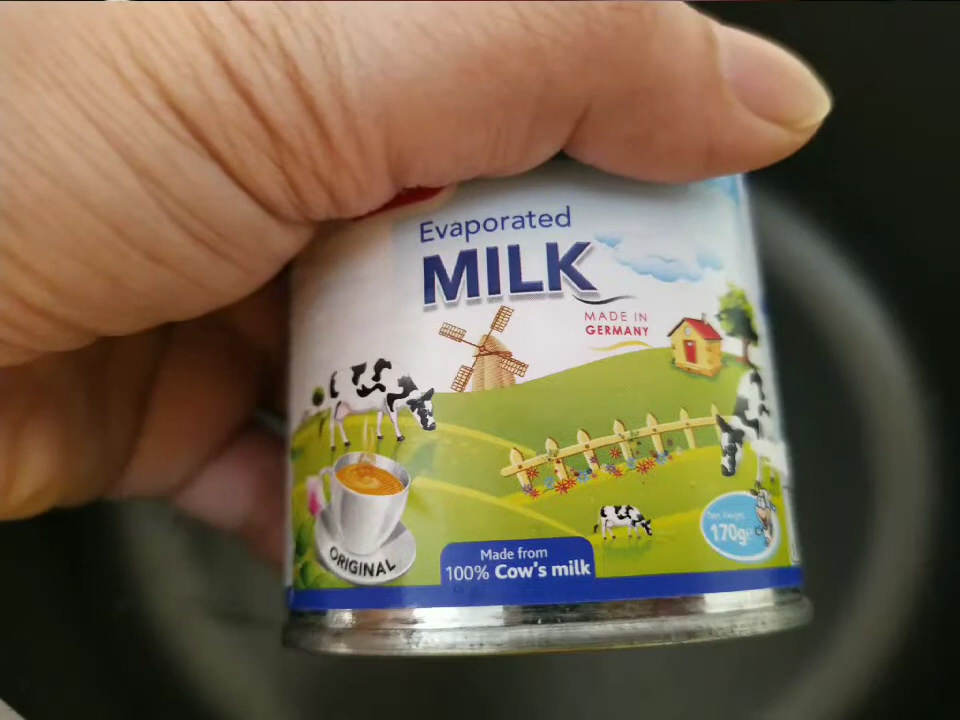 Evaporated
MILK
MADE IN
GERMANY
ORIGINAL
Made from
100% Cow's milk
170g e